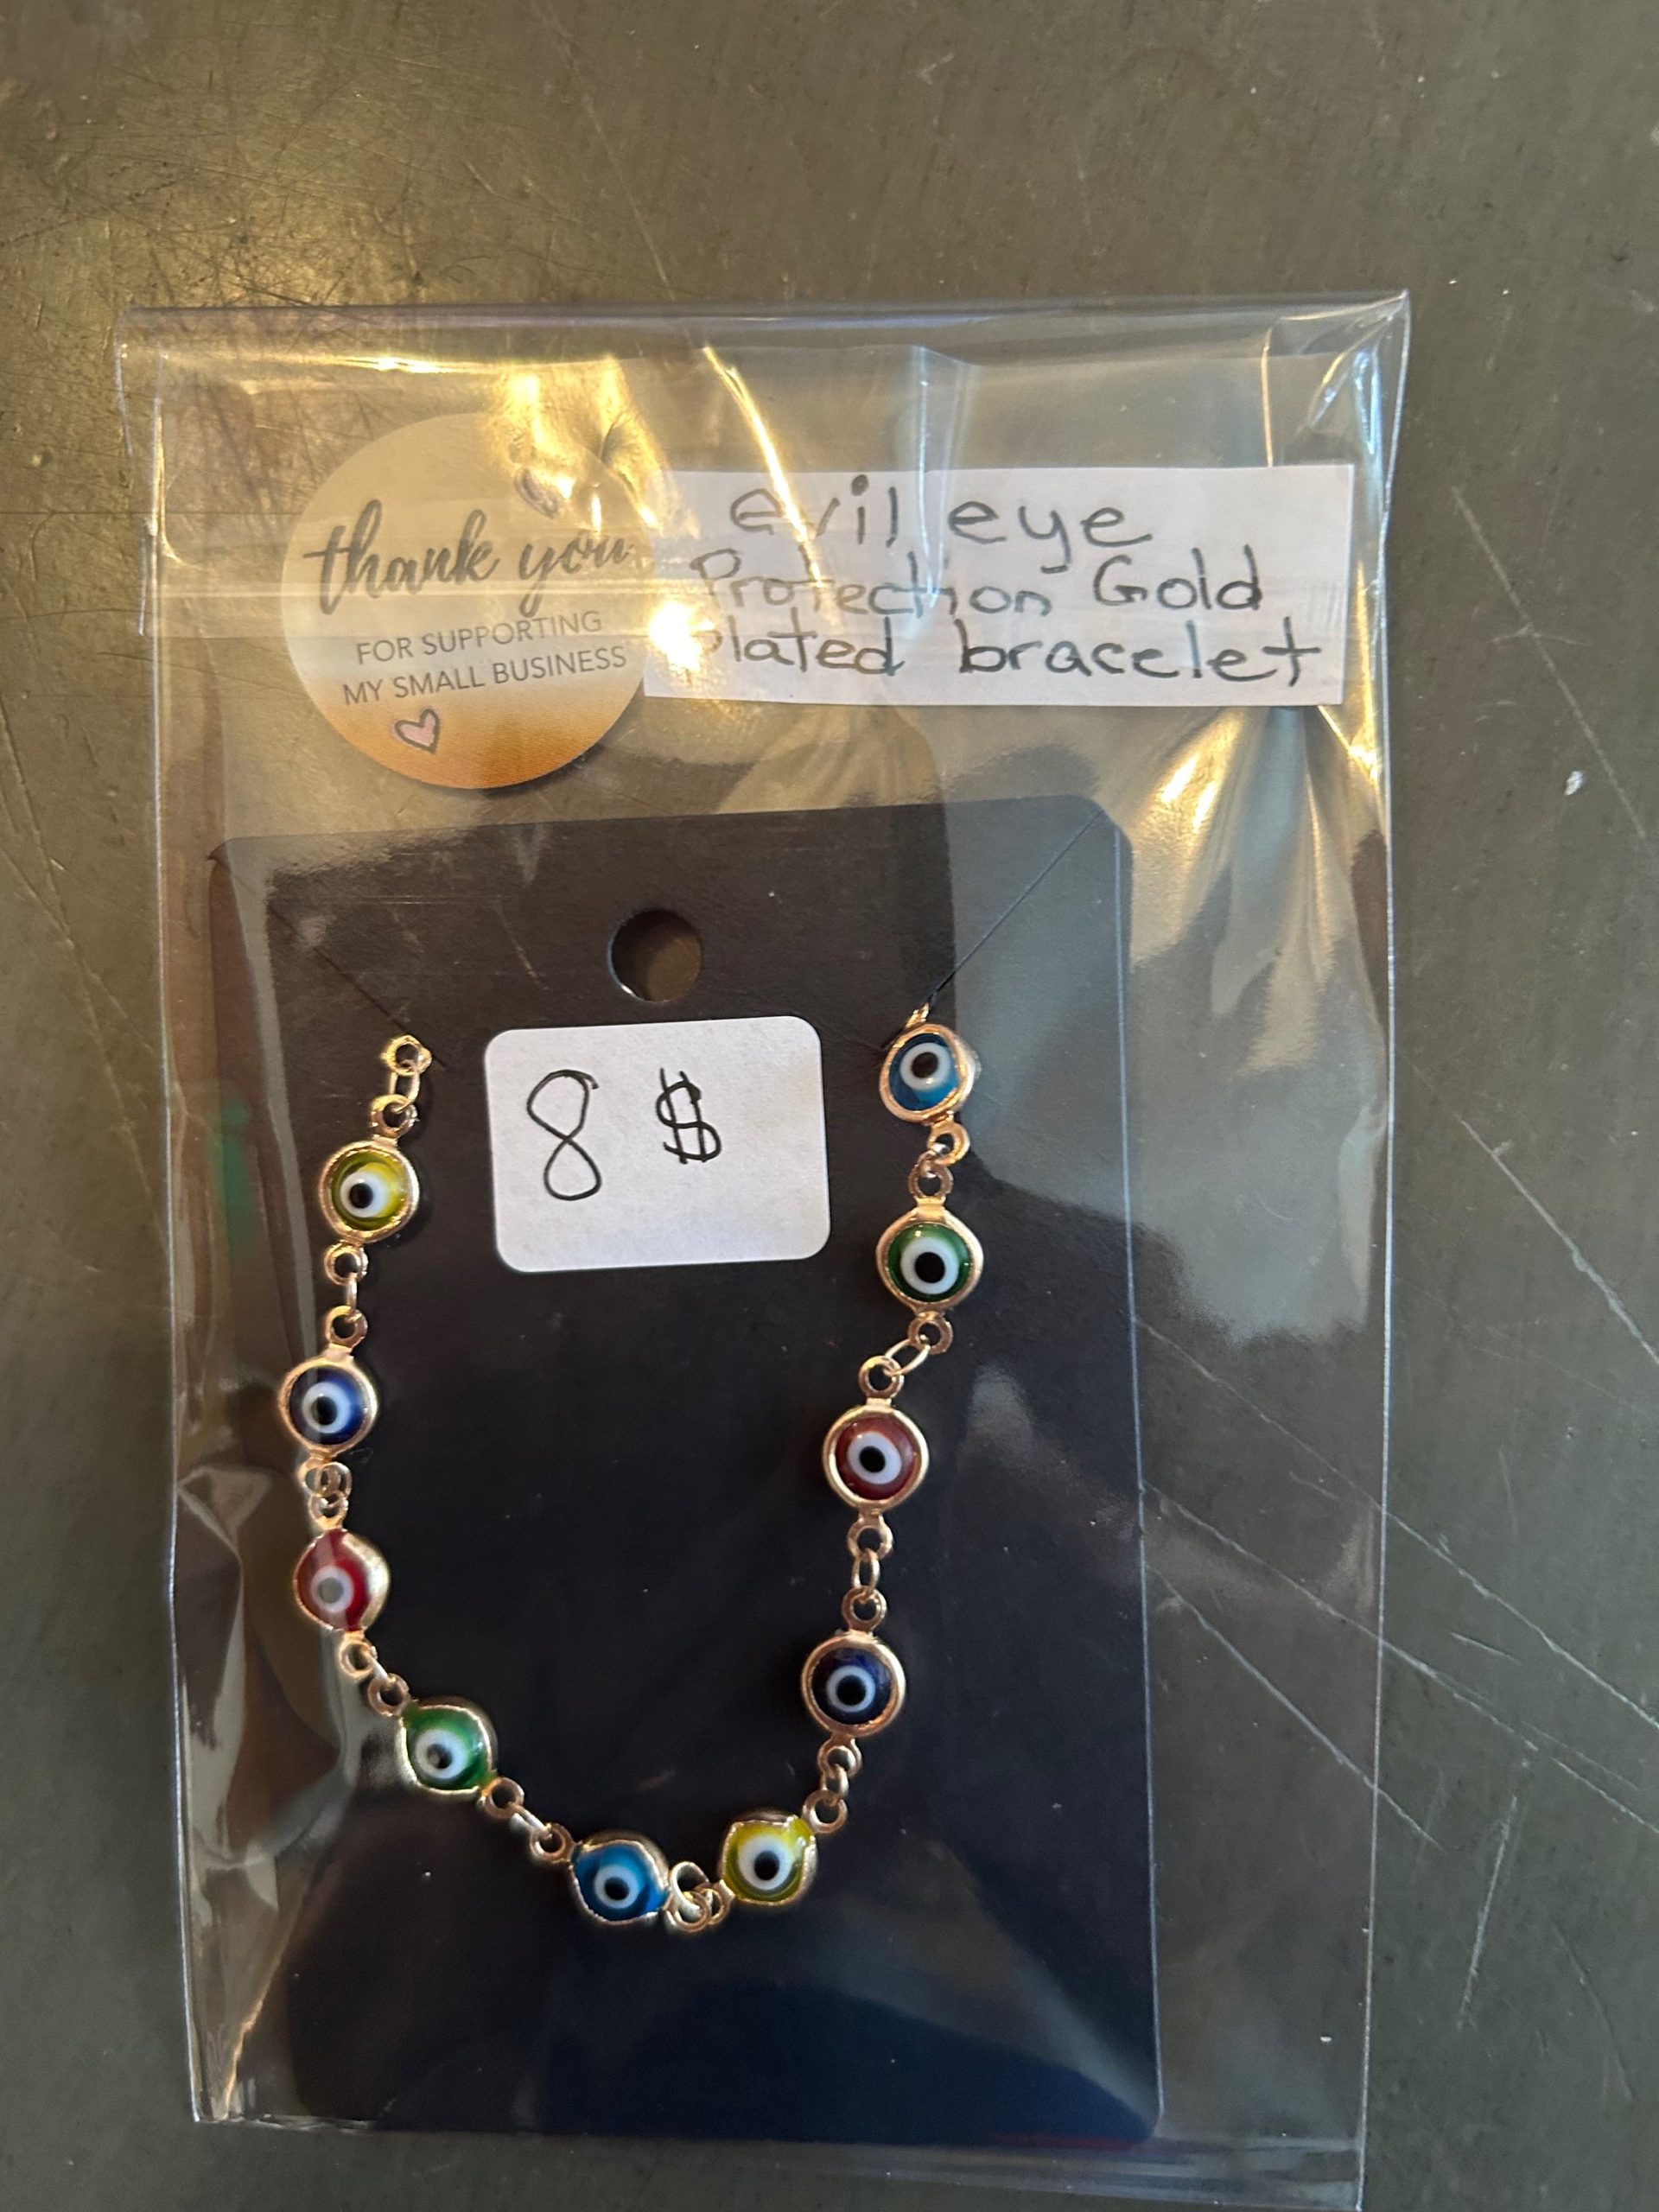 thank you
FOR SUPPORTING
MY SMALL BUSINESS
evil eye
Protection Gold
Plated bracelet
8 $